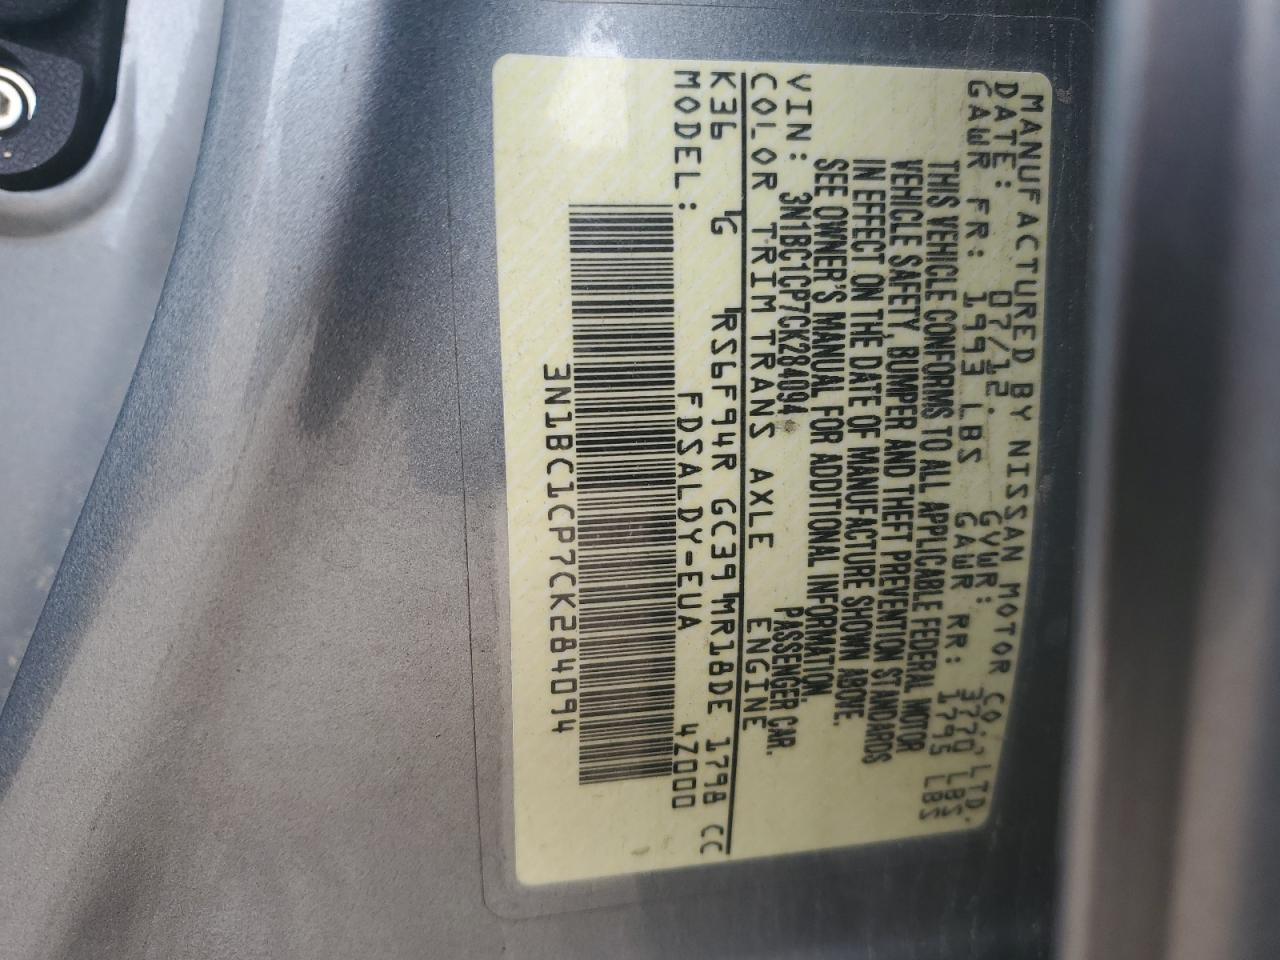 MANUFACTURED BY NISSAN MOTOR CO., LTD.
DATE: 07/12 GVWR: 3770 LBS
GAWR FR: 1993 LBS GAWR RR: 1795 LBS
THIS VEHICLE CONFORMS TO ALL APPLICABLE FEDERAL MOTOR
VEHICLE SAFETY, BUMPER AND THEFT PREVENTION STANDARDS
IN EFFECT ON THE DATE OF MANUFACTURE SHOWN ABOVE.
SEE OWNER'S MANUAL FOR ADDITIONAL INFORMATION.
VIN: 3N1BC1CP7CK284094 PASSENGER CAR.
COLOR TRIM TRANS AXLE ENGINE
K36 G RS6F94R GC39 MR18DE 1798 CC
MODEL: FDSALDY-EUA 4Z000
3N1BC1CP7CK284094